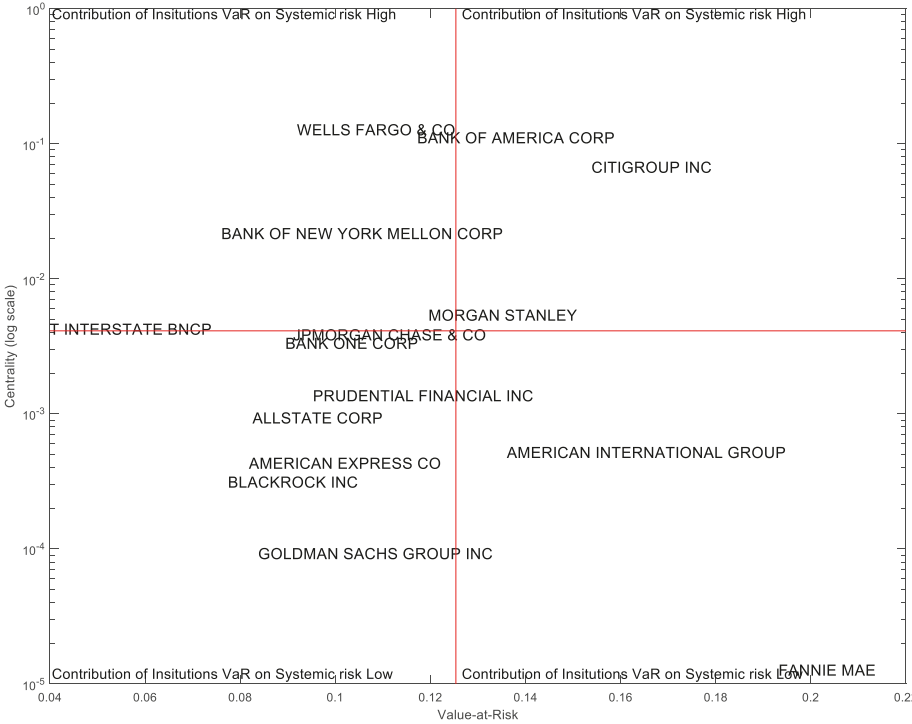 10^0
Contribution of Insitutions VaR on Systemic risk High
Contribution of Insitutions VaR on Systemic risk High
WELLS FARGO & CO
BANK OF AMERICA CORP
10^-1
CITIGROUP INC
BANK OF NEW YORK MELLON CORP
10^-2
Centrality (log scale)
MORGAN STANLEY
T INTERSTATE BNCP
JPMORGAN CHASE & CO
BANK ONE CORP
PRUDENTIAL FINANCIAL INC
10^-3
ALLSTATE CORP
AMERICAN INTERNATIONAL GROUP
AMERICAN EXPRESS CO
BLACKROCK INC
10^-4
GOLDMAN SACHS GROUP INC
FANNIE MAE
Contribution of Insitutions VaR on Systemic risk Low
Contribution of Insitutions VaR on Systemic risk Low
10^-5
0.04 0.06 0.08 0.1 0.12 0.14 0.16 0.18 0.2 0.2
Value-at-Risk